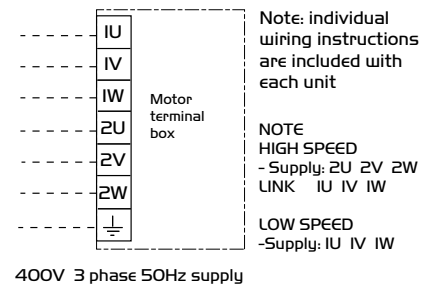 1U
1V
1W
2U
2V
2W
Motor
terminal
box
Note: individual
wiring instructions
are included with
each unit
NOTE
HIGH SPEED
- Supply: 2U 2V 2W
LINK 1U 1V 1W
LOW SPEED
-Supply: 1U 1V 1W
400V 3 phase 50Hz supply